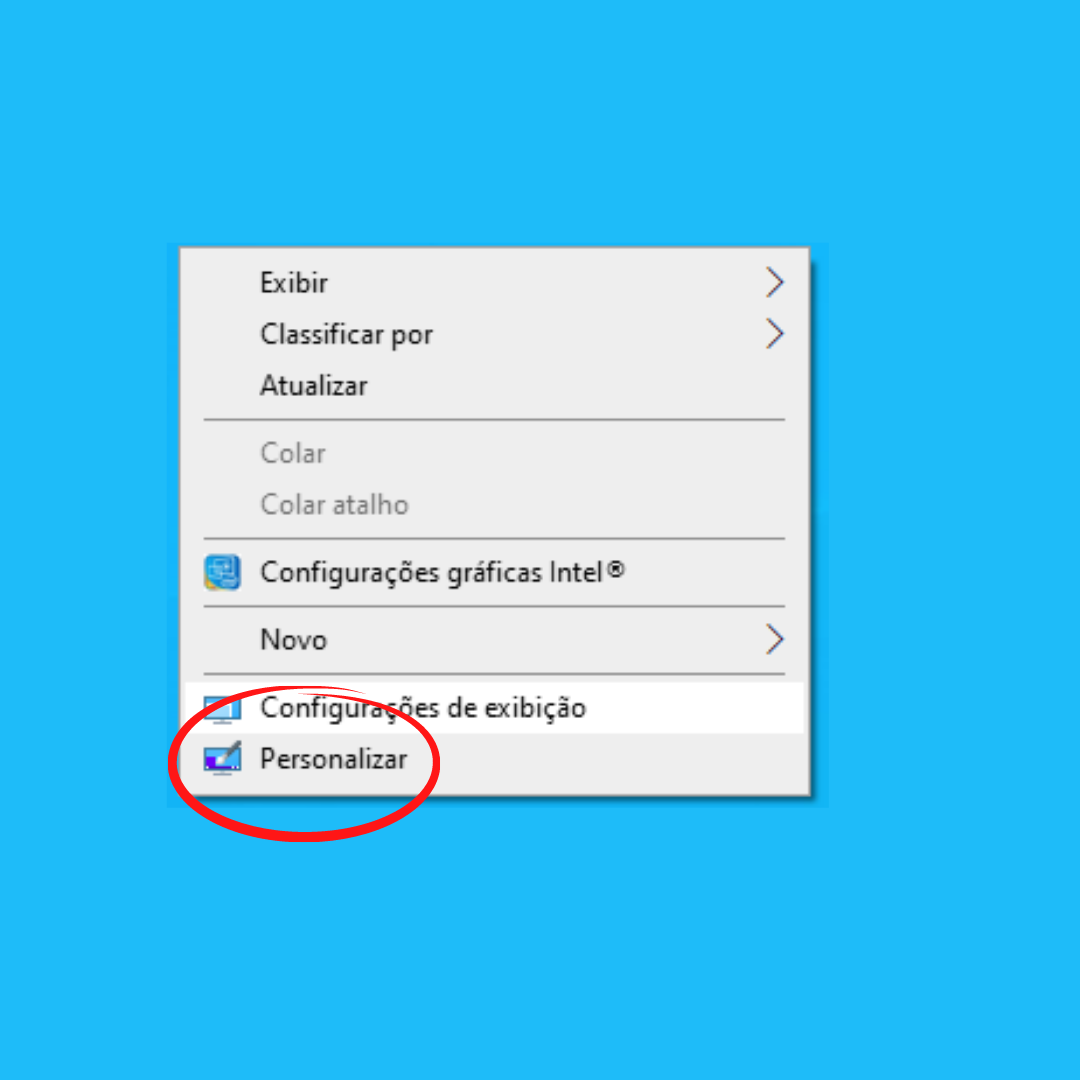 Exibir
Classificar por
Atualizar
Colar
Colar atalho
Configurações gráficas Intel®
Novo
Configurações de exibição
Personalizar